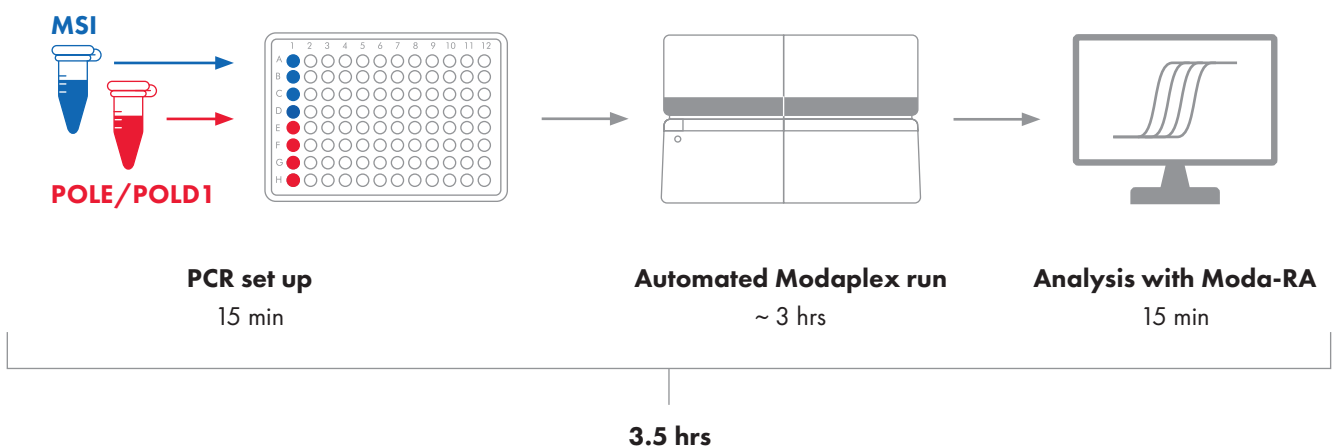 MSI
POLE/POLD1
1 2 3 4 5 6 7 8 9 10 11 12
A
B
C
D
E
F
G
H
PCR set up
15 min
Automated Modaplex run
~ 3 hrs
Analysis with Moda-RA
15 min
3.5 hrs